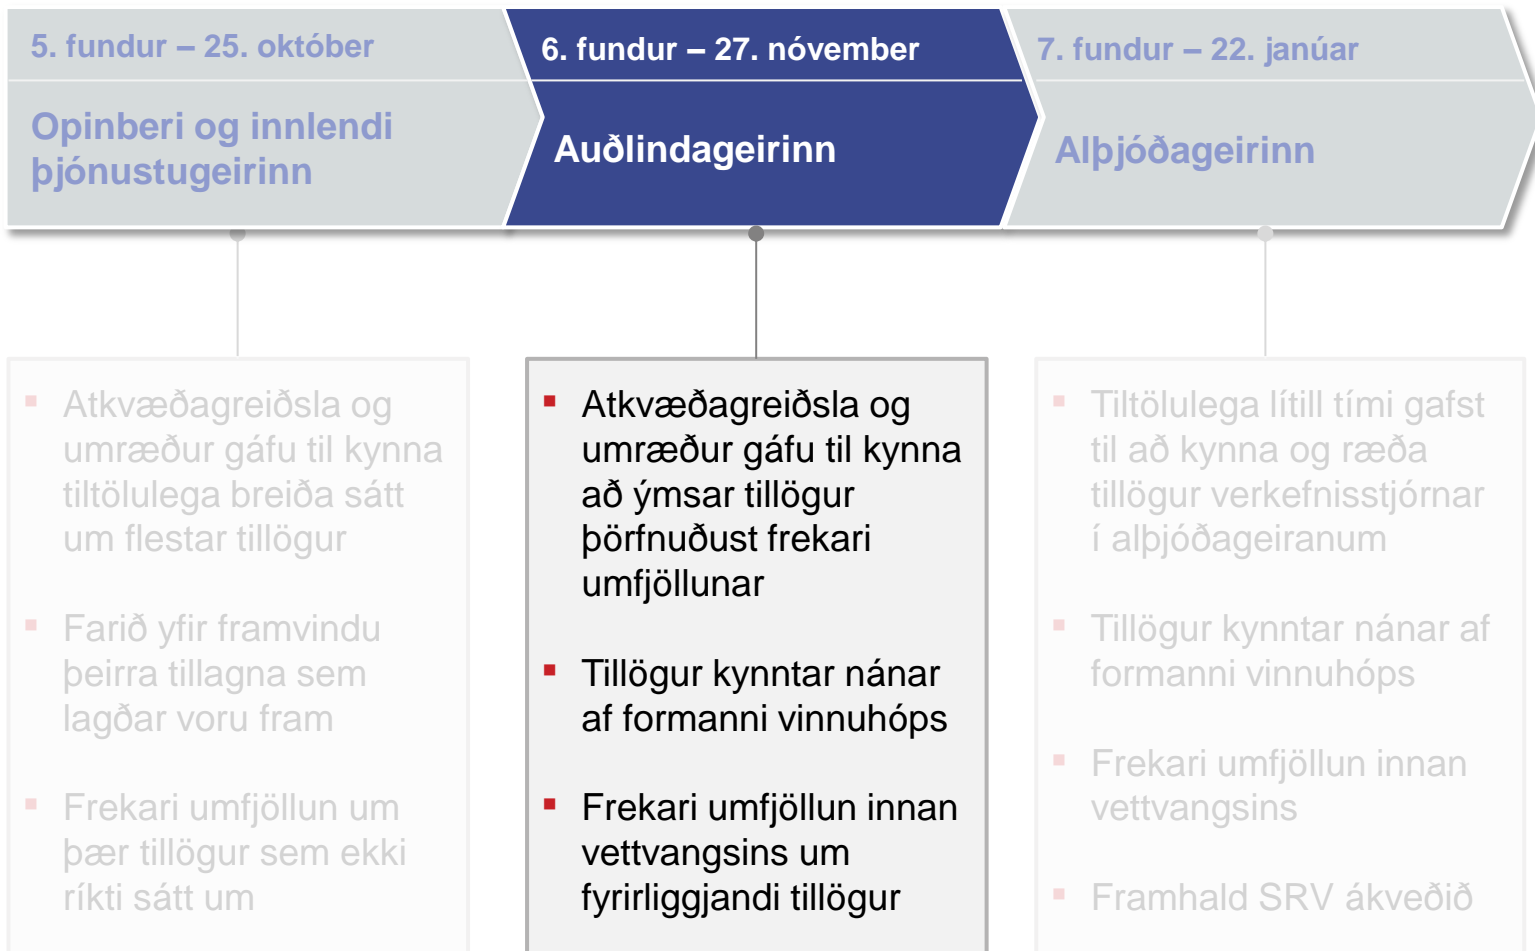 5. fundur – 25. október
Opinberi og innlendi
þjónustugeirinn
6. fundur – 27. nóvember
Auðlindageirinn
7. fundur – 22. janúar
Alþjóðageirinn
▪ Atkvæðagreiðsla og
umræður gáfu til kynna
tiltölulega breiða sátt
um flestar tillögur
▪ Farið yfir framvindu
þeirra tillagna sem
lagðar voru fram
▪ Frekari umfjöllun um
þær tillögur sem ekki
ríkti sátt um
▪ Atkvæðagreiðsla og
umræður gáfu til kynna
að ýmsar tillögur
þörfnuðust frekari
umfjöllunar
▪ Tillögur kynntar nánar
af formanni vinnuhóps
▪ Frekari umfjöllun innan
vettvangsins um
fyrirliggjandi tillögur
▪ Tiltölulega lítill tími gafst
til að kynna og ræða
tillögur verkefnisstjórnar
í alþjóðageiranum
▪ Tillögur kynntar nánar af
formanni vinnuhóps
▪ Frekari umfjöllun innan
vettvangsins
▪ Framhald SRV ákveðið